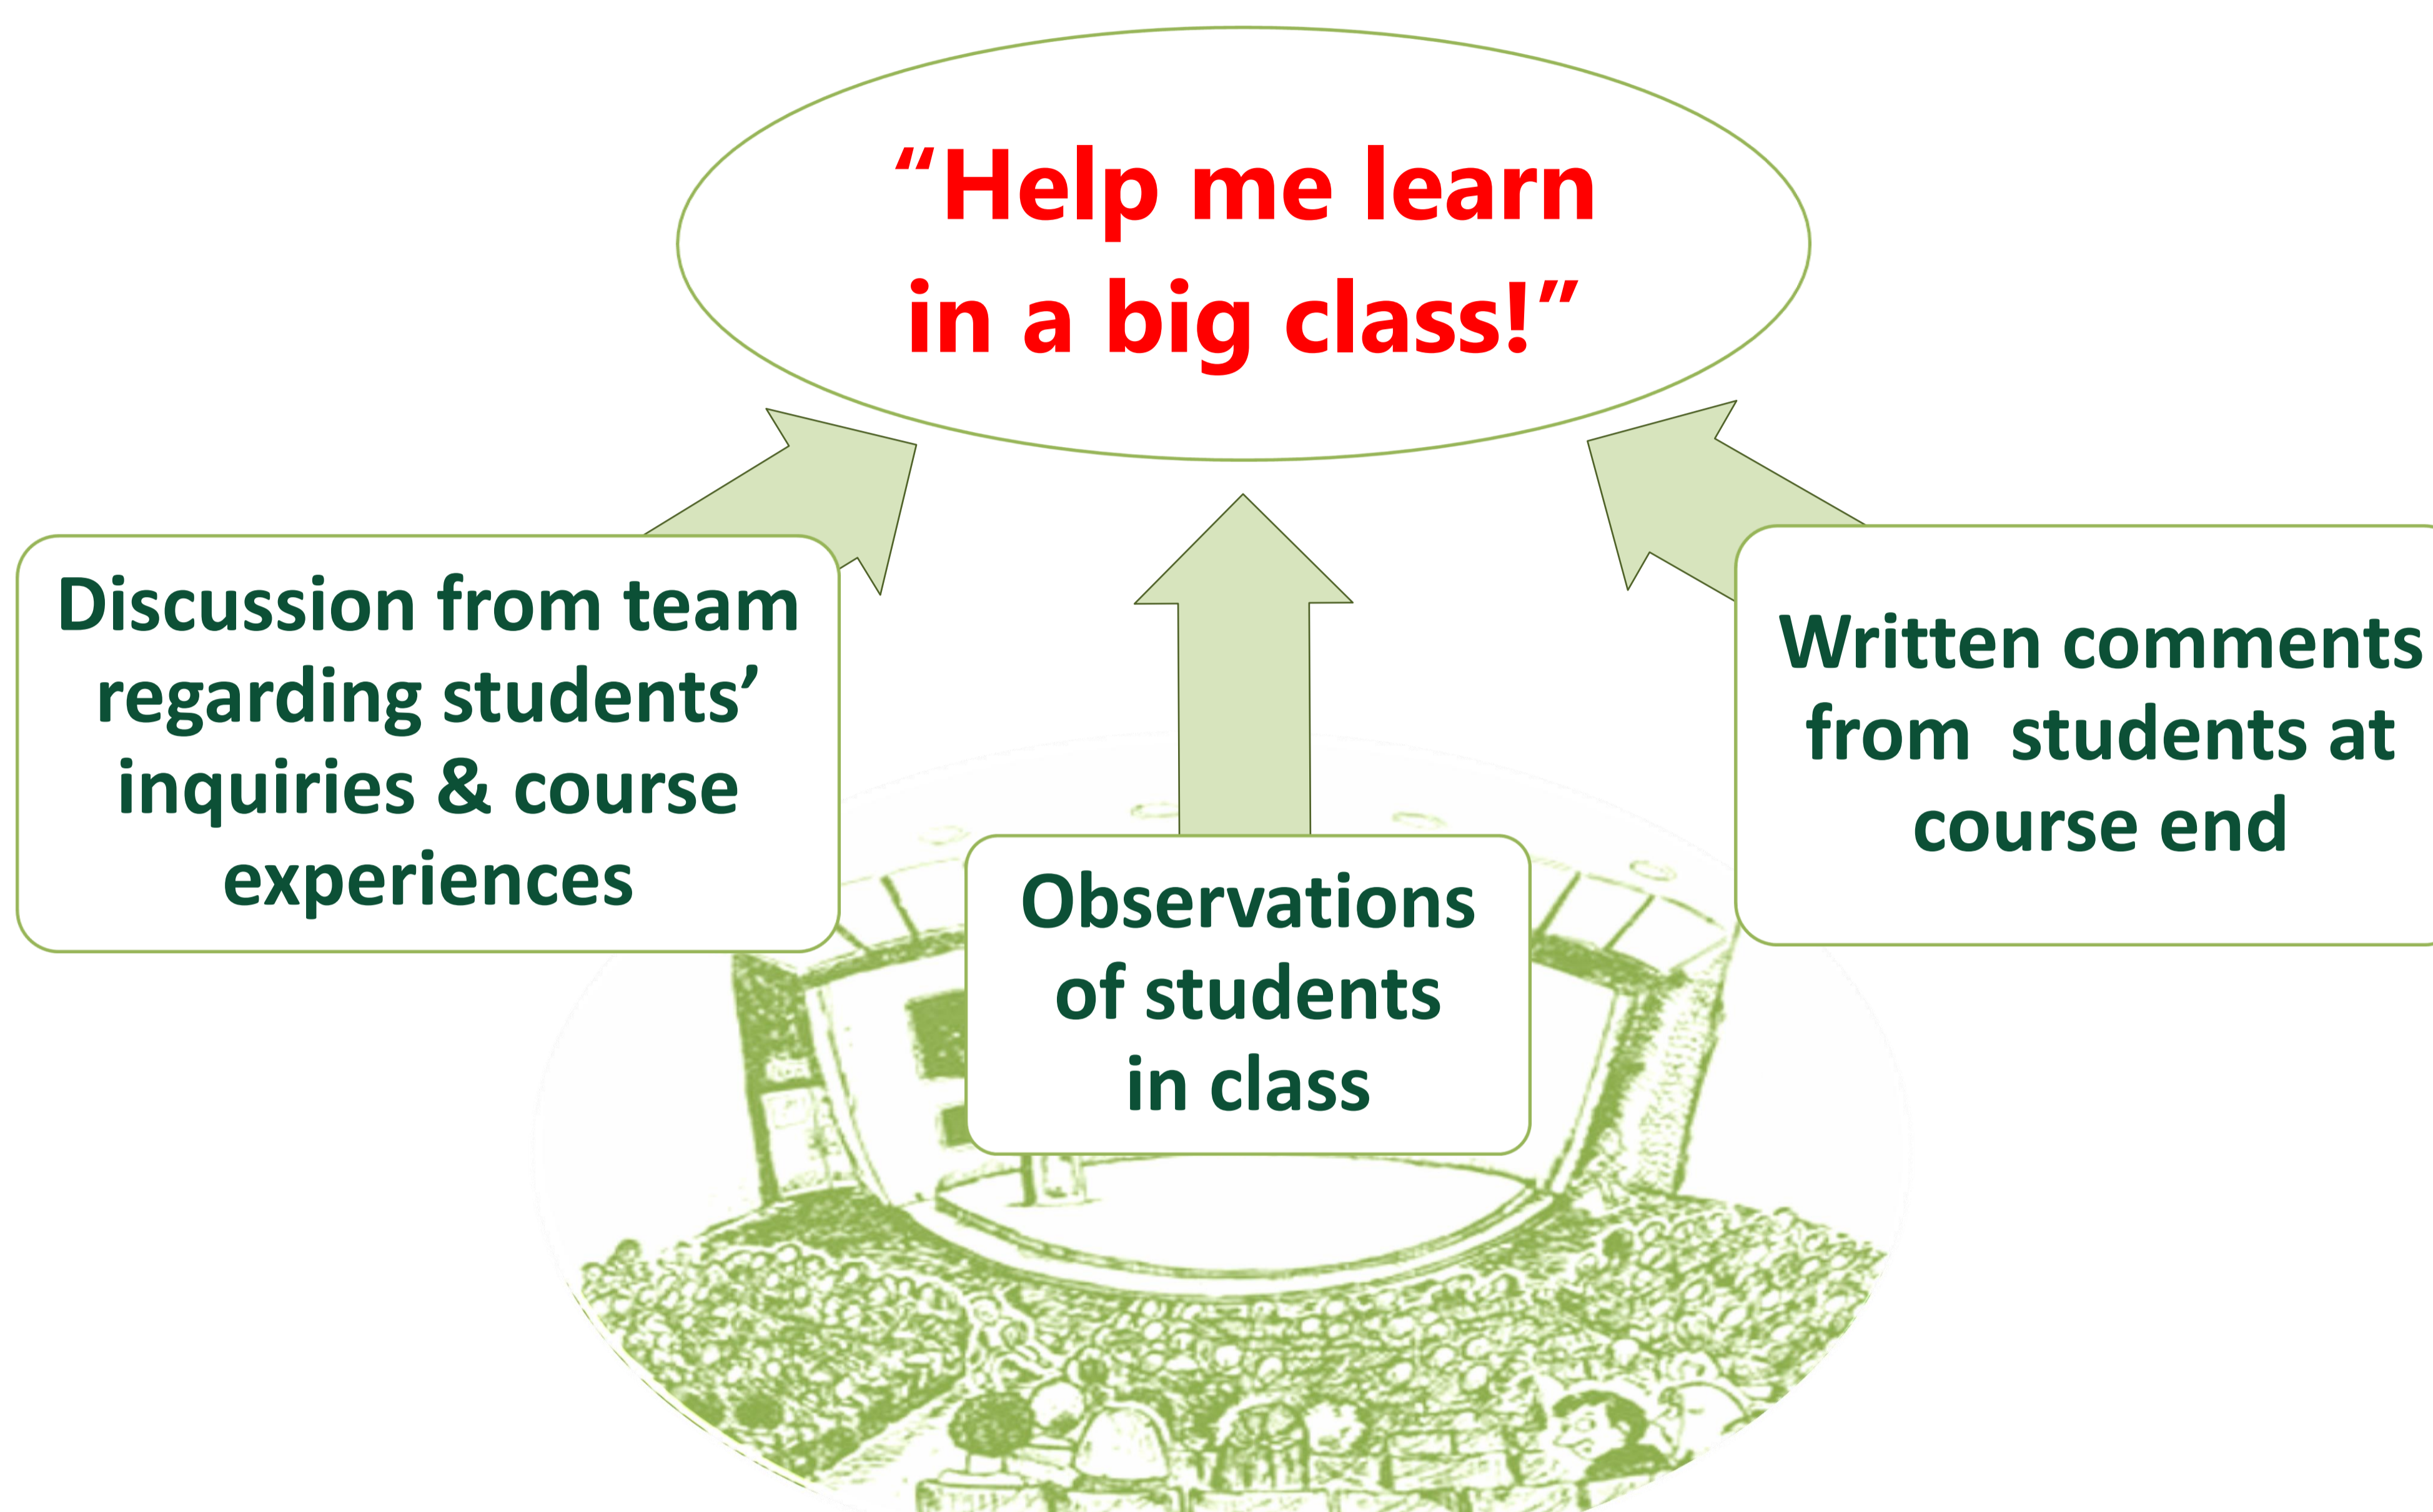 “Help me learn
in a big class!”
Discussion from team
regarding students’
inquiries & course
experiences
Observations
of students
in class
Written comments
from  students at
course end